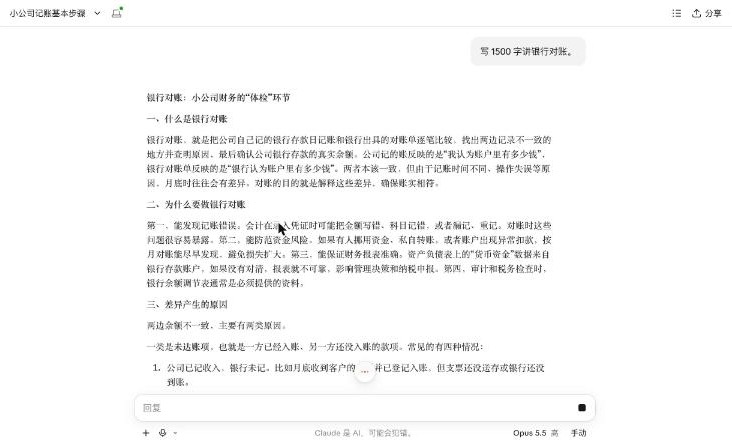 小公司记账基本步骤
分享
写 1500 字讲银行对账。
银行对账：小公司财务的“体检”环节
一、什么是银行对账
银行对账，就是把公司自己记的银行存款日记账和银行出具的对账单逐笔比较，找出两边记录不一致的
地方并查明原因，最后确认公司银行存款的真实余额。公司记的账反映的是“我认为账户里有多少钱”，
银行对账单反映的是“银行认为账户里有多少钱”。两者本该一致，但由于记账时间不同、操作失误等原
因，月底时往往会有差异。对账的目的就是解释这些差异，确保账实相符。
二、为什么要做银行对账
第一，能发现记账错误。会计在录入凭证时可能把金额写错、科目记错，或者漏记、重记。对账时这些
问题很容易暴露。第二，能防范资金风险。如果有人挪用资金、私自转账，或者账户出现异常扣款，按
月对账能尽早发现，避免损失扩大。第三，能保证财务报表准确。资产负债表上的“货币资金”数据来自
银行存款账户，如果没有对清，报表就不可靠，影响管理决策和纳税申报。第四，审计和税务检查时，
银行余额调节表通常是必须提供的资料。
三、差异产生的原因
两边余额不一致，主要有两类原因。
一类是未达账项，也就是一方已经入账、另一方还没入账的款项。常见的有四种情况：
1. 公司已记收入，银行未记。比如月底收到客户的 并已登记入账，但支票还没送存或银行还没
到账。
回复
Claude 是 AI，可能会犯错。
Opus 5.5 高 手动